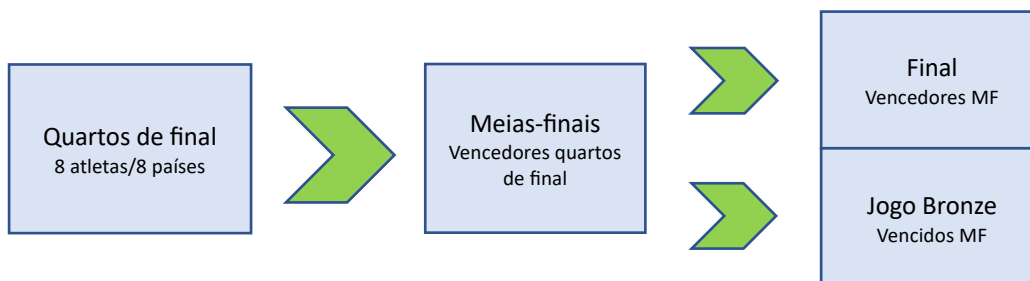 Quartos de final
8 atletas/8 países
Meias-finais
Vencedores quartos
de final
Final
Vencedores MF
Jogo Bronze
Vencidos MF